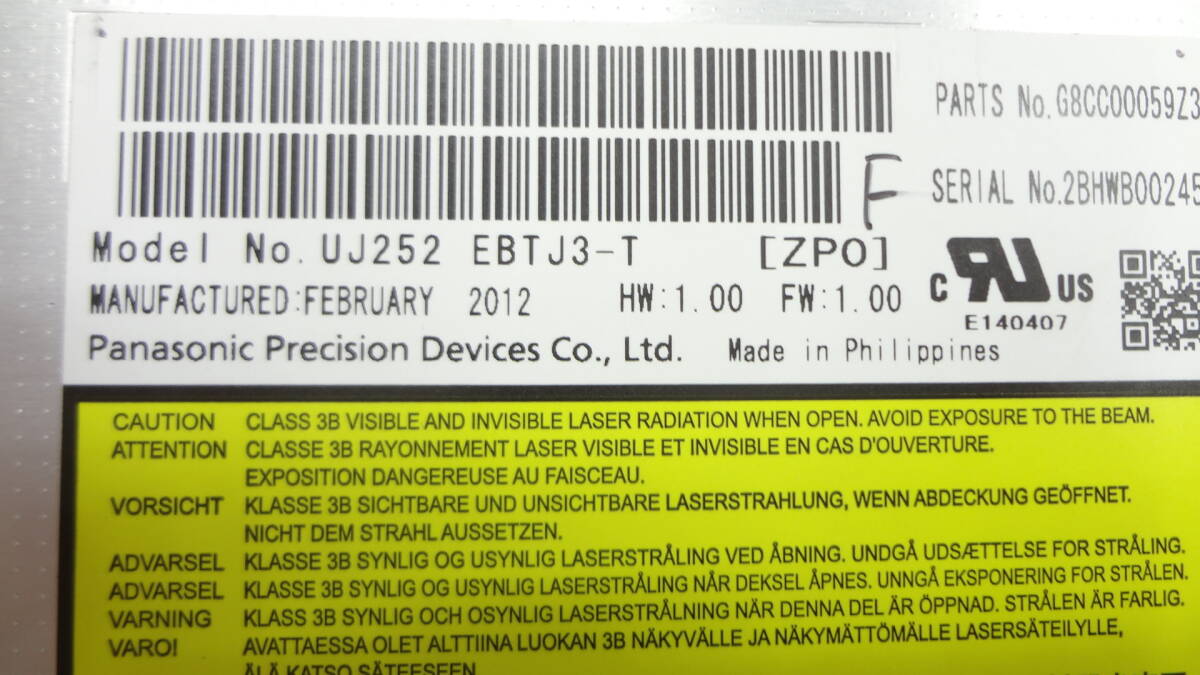 PARTS No.G8CC00059Z3
F
SERIAL No.2BHWB00245
Model No.UJ252 EBTJ3-T [ZPO]
MANUFACTURED:FEBRUARY 2012 HW:1.00 FW:1.00
C RU US
E140407
Panasonic Precision Devices Co., Ltd. Made in Philippines
CAUTION CLASS 3B VISIBLE AND INVISIBLE LASER RADIATION WHEN OPEN. AVOID EXPOSURE TO THE BEAM.
ATTENTION CLASSE 3B RAYONNEMENT LASER VISIBLE ET INVISIBLE EN CAS D'OUVERTURE.
EXPOSITION DANGEREUSE AU FAISCEAU.
VORSICHT KLASSE 3B SICHTBARE UND UNSICHTBARE LASERSTRAHLUNG, WENN ABDECKUNG GEÖFFNET.
NICHT DEM STRAHL AUSSETZEN.
ADVARSEL KLASSE 3B SYNLIG OG USYNLIG LASERSTRÅLING VED ÅBNING. UNDGÅ UDSÆTTELSE FOR STRÅLING.
ADVARSEL KLASSE 3B SYNLIG OG USYNLIG LASERSTRÅLING NÅR DEKSEL ÅPNES. UNNGÅ EKSPONERING FOR STRÅLEN.
VARNING KLASS 3B SYNLIG OCH OSYNLIG LASERSTRÅLNING NÄR DENNA DEL ÄR ÖPPNAD. STRÅLEN ÄR FARLIG.
VARO! AVATTAESSA OLET ALTTIINA LUOKAN 3B NÄKYVÄLLE JA NÄKYMÄTTÖMÄLLE LASERSÄTEILYLLE,
ÄLÄ KATSO SÄTEESEEN.